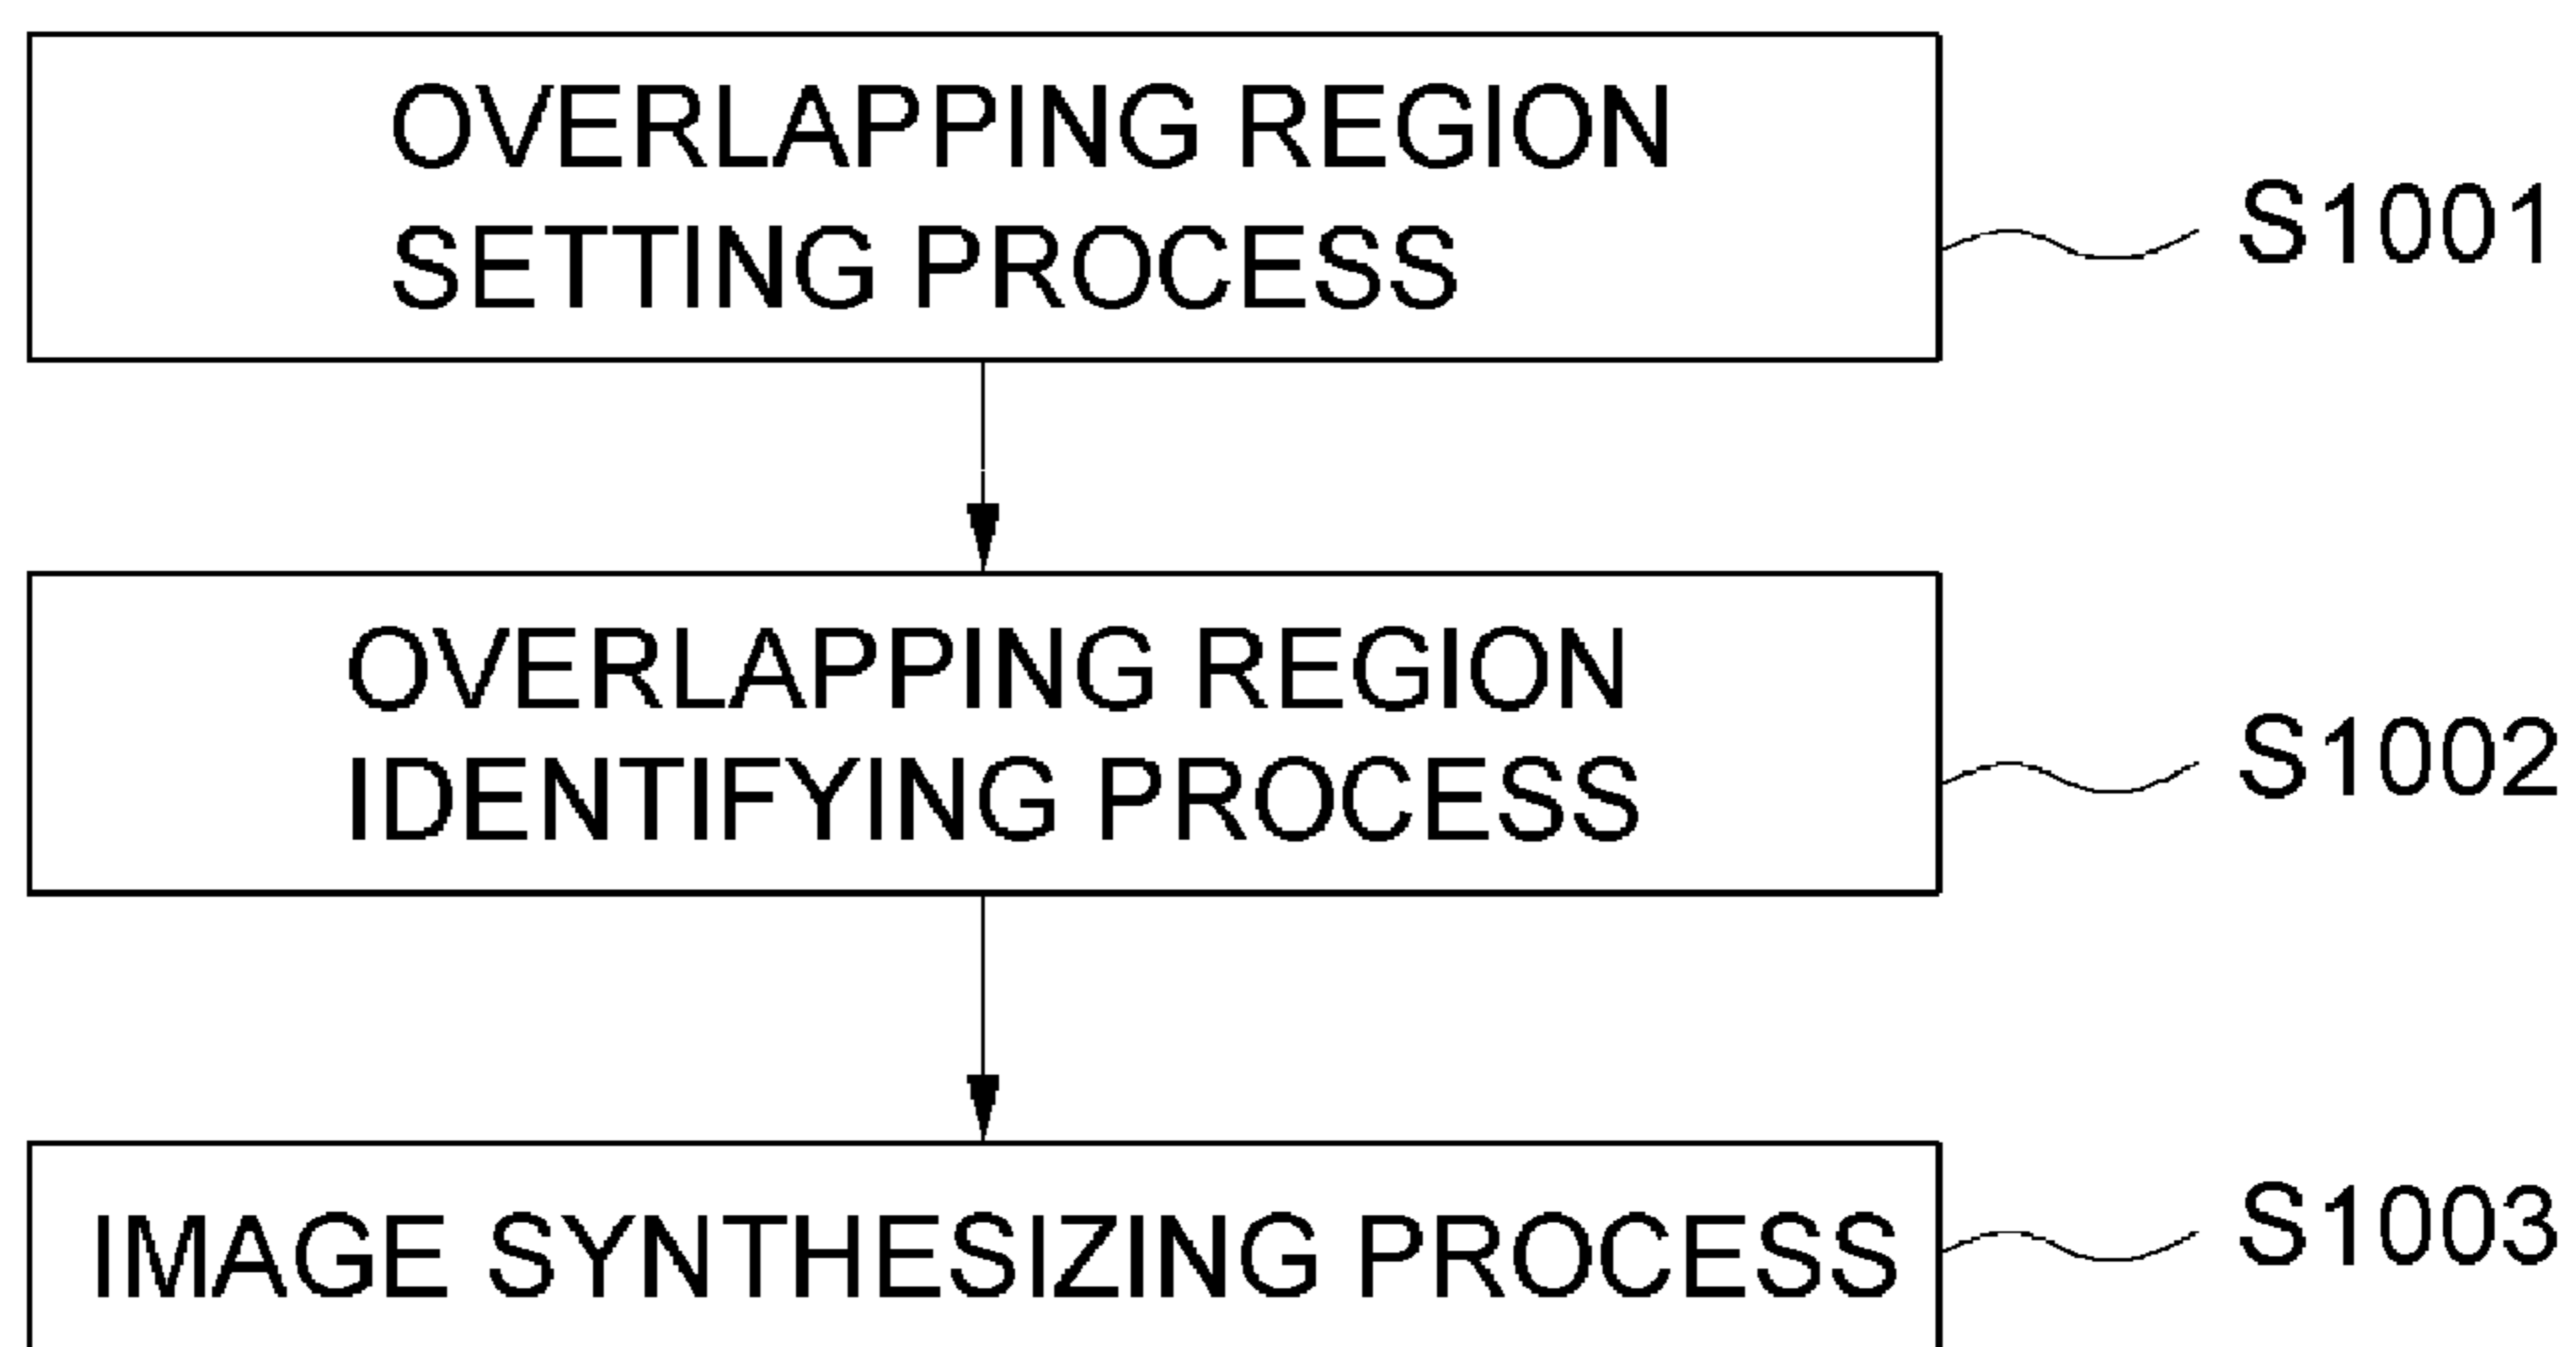 OVERLAPPING REGION
SETTING PROCESS
S1001
OVERLAPPING REGION
IDENTIFYING PROCESS
S1002
IMAGE SYNTHESIZING PROCESS
S1003